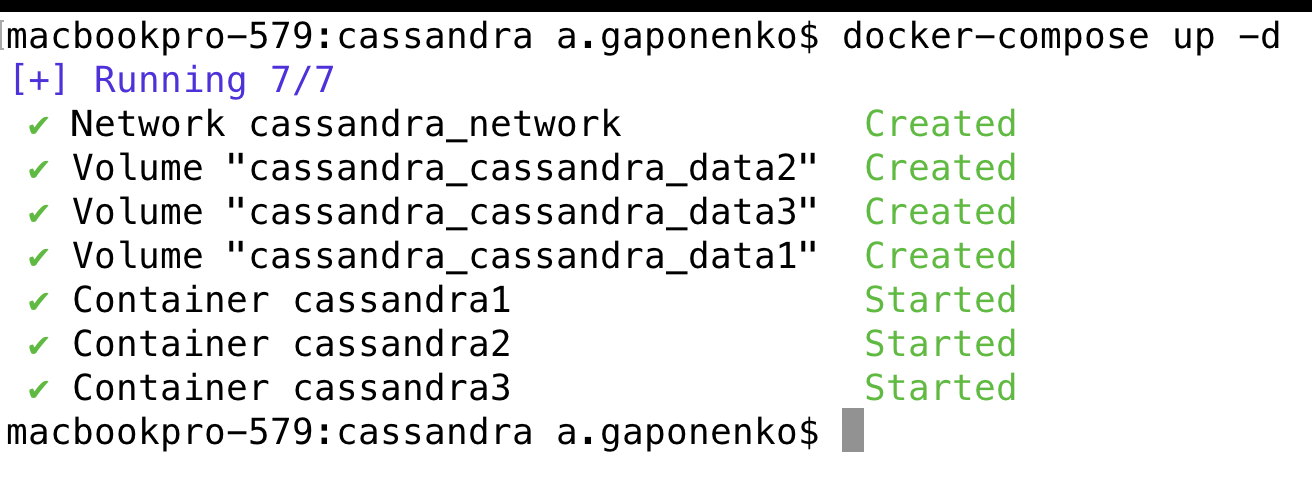 [macbookpro-579:cassandra a.gaponenko$ docker-compose up -d
[+] Running 7/7
✔ Network cassandra_network Created
✔ Volume "cassandra_cassandra_data2" Created
✔ Volume "cassandra_cassandra_data3" Created
✔ Volume "cassandra_cassandra_data1" Created
✔ Container cassandra1 Started
✔ Container cassandra2 Started
✔ Container cassandra3 Started
macbookpro-579:cassandra a.gaponenko$